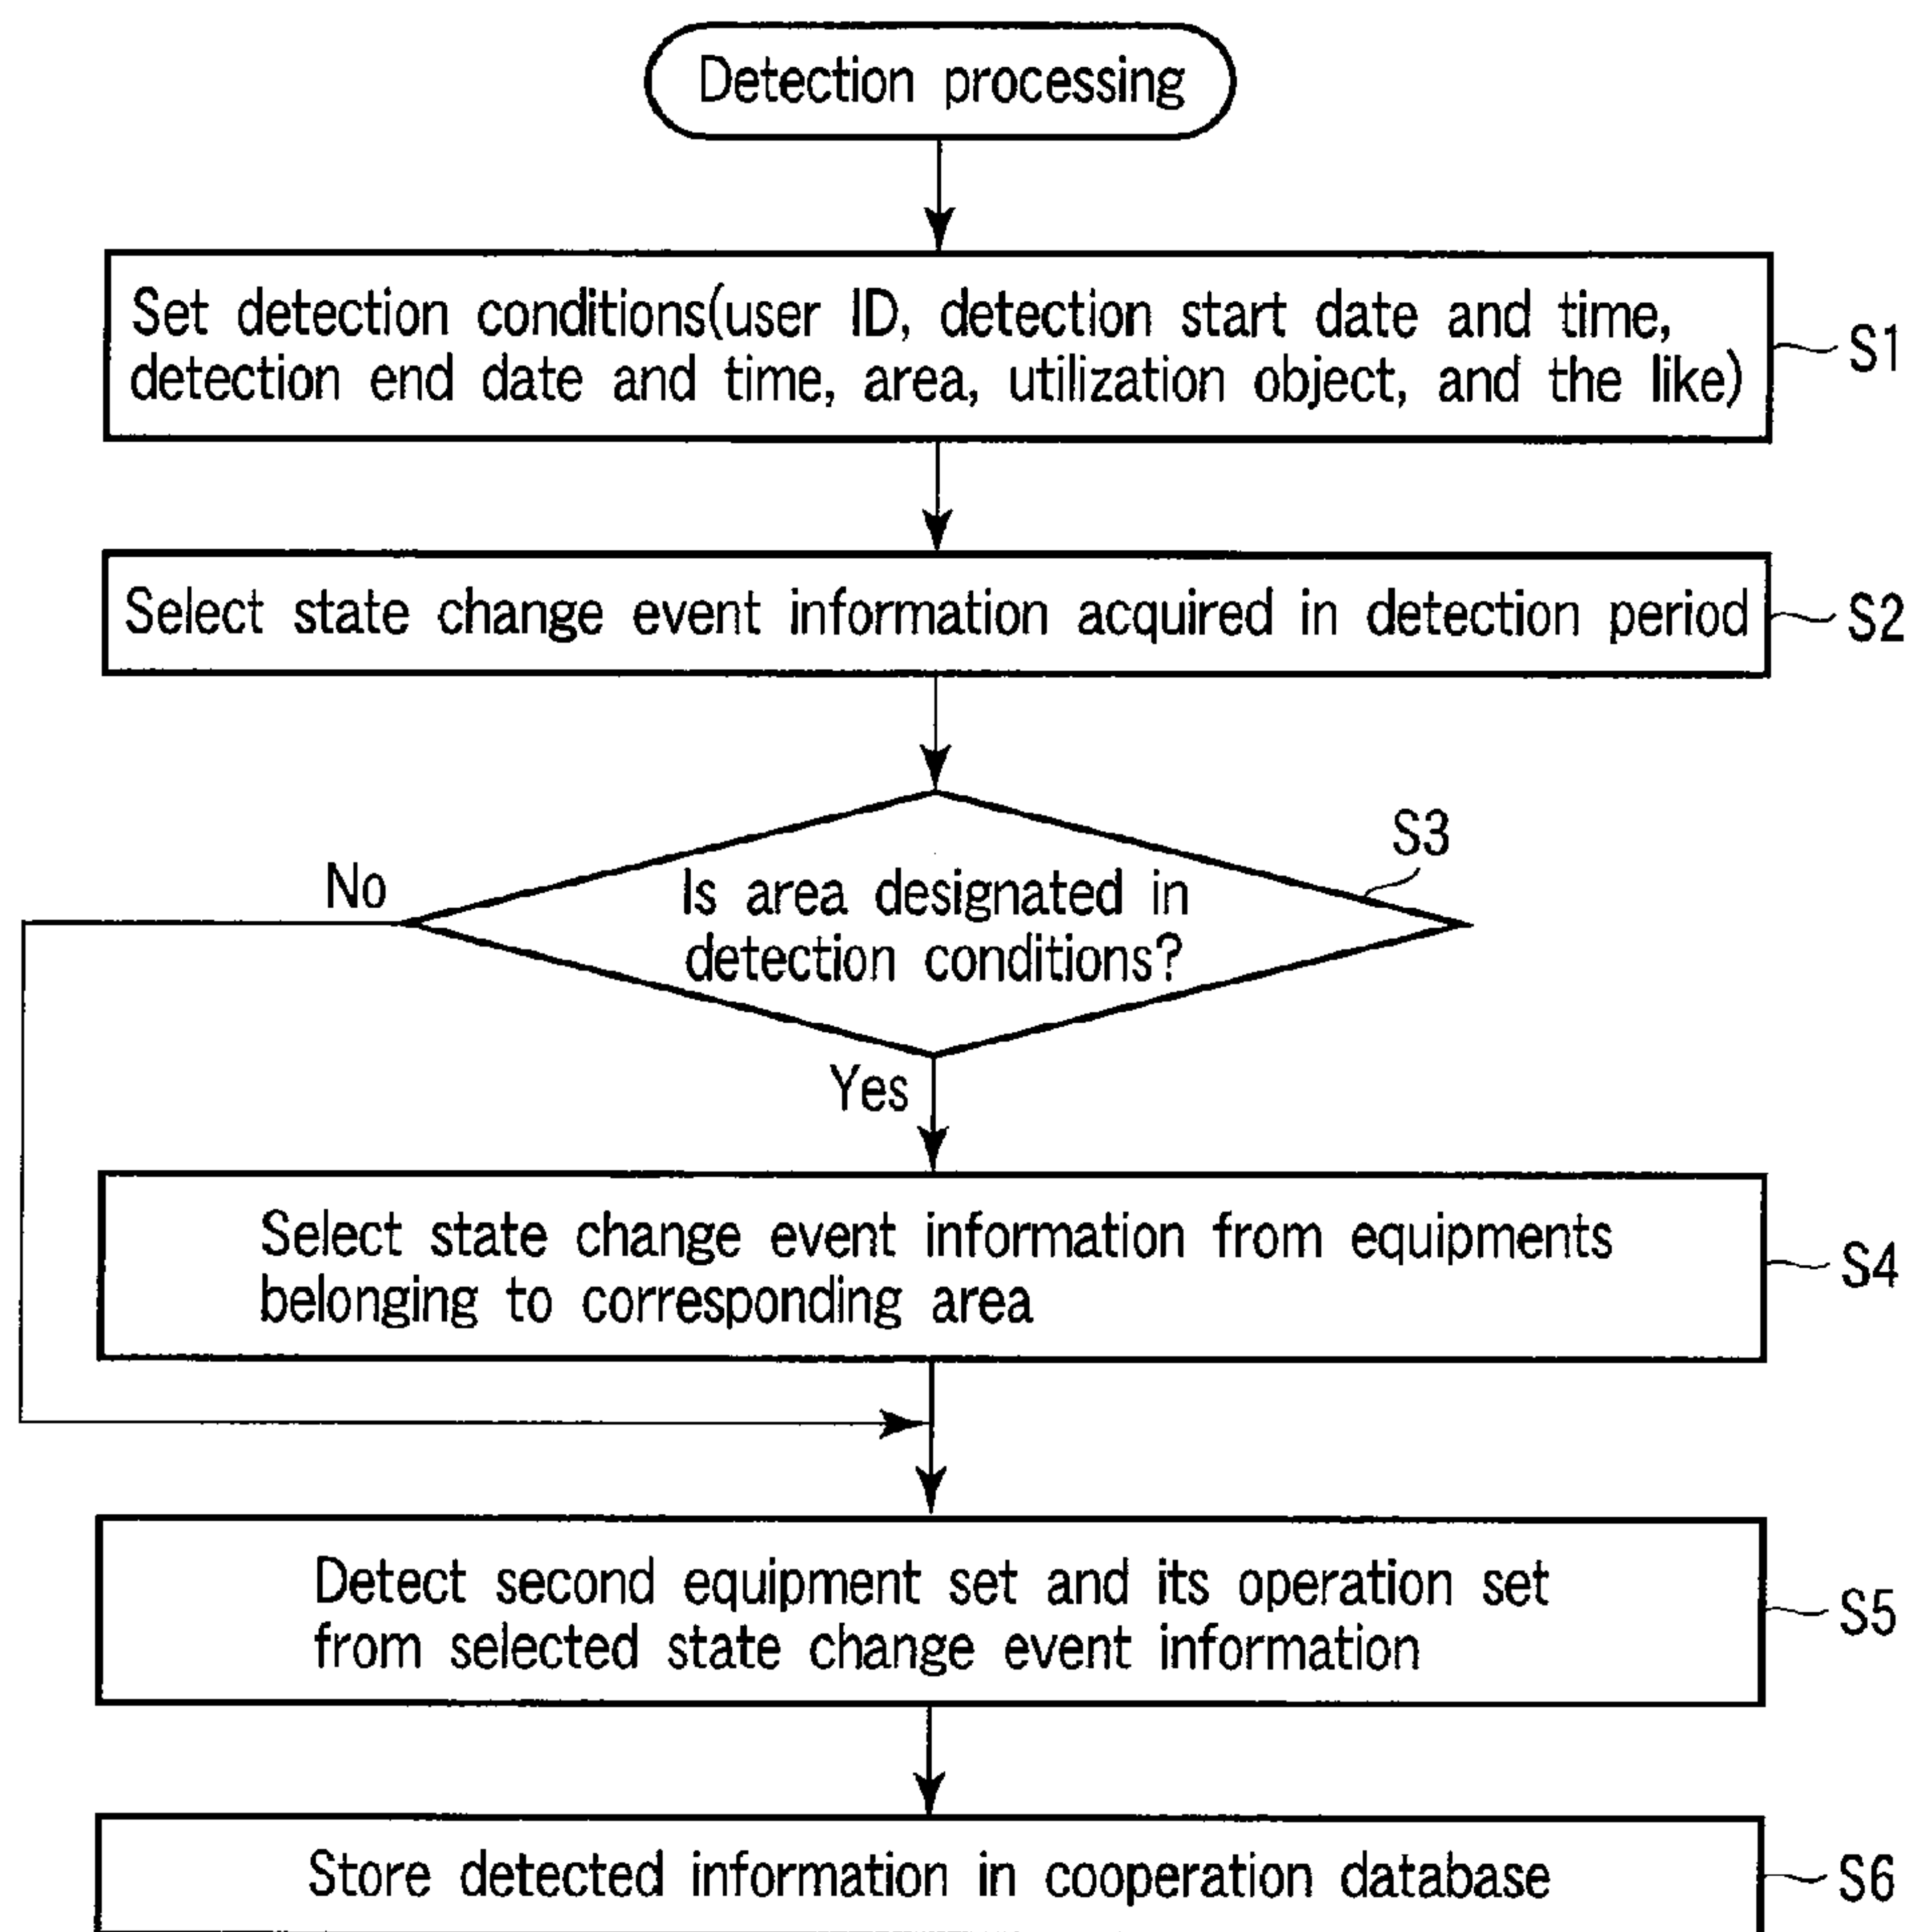 Detection processing
Set detection conditions(user ID, detection start date and time,
detection end date and time, area, utilization object, and the like)
S1
Select state change event information acquired in detection period
S2
S3
No
Is area designated in
detection conditions?
Yes
Select state change event information from equipments
belonging to corresponding area
S4
Detect second equipment set and its operation set
from selected state change event information
S5
Store detected information in cooperation database
S6